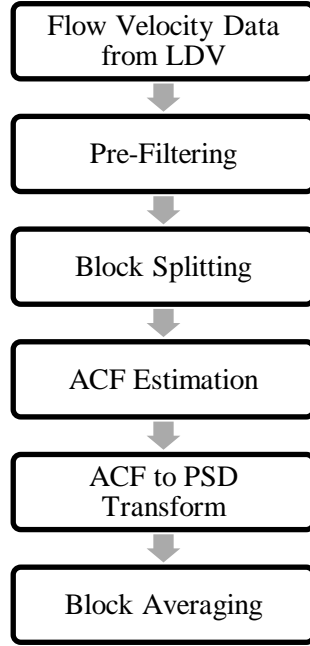 Flow Velocity Data
from LDV
Pre-Filtering
Block Splitting
ACF Estimation
ACF to PSD
Transform
Block Averaging